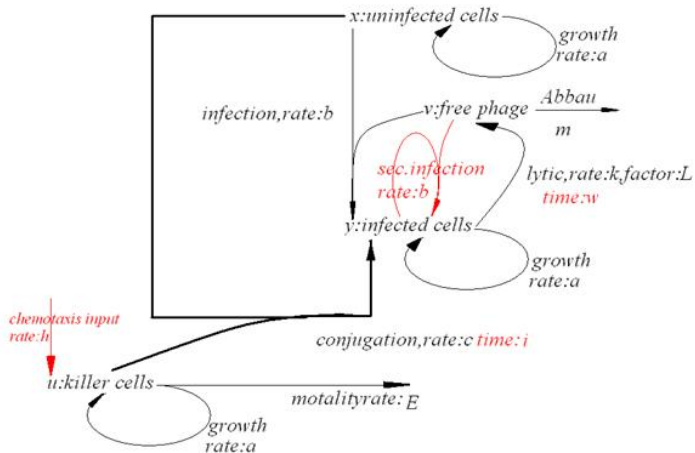 x:uninfected cells
growth
rate:a
infection,rate:b
v:free phage
Abbau
m
sec.infection
rate:b
lytic,rate:k,factor:L
time:w
y:infected cells
growth
rate:a
chemotaxis input
rate:h
conjugation,rate:c time:i
u:killer cells
motalityrate: E
growth
rate:a